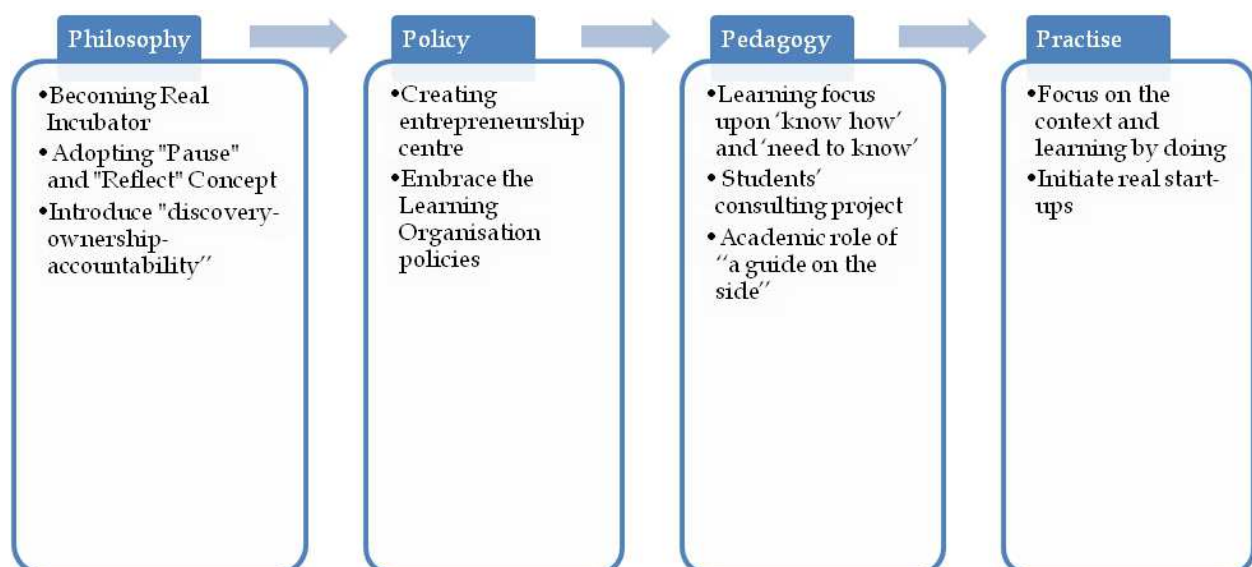 Philosophy
•Becoming Real
Incubator
• Adopting "Pause"
and "Reflect" Concept
•Introduce "discovery-
ownership-
accountability”
Policy
•Creating
entrepreneurship
centre
•Embrace the
Learning
Organisation
policies
Pedagogy
•Learning focus
upon ‘know how’
and ‘need to know’
• Students’
consulting project
• Academic role of
“a guide on the
side”
Practise
•Focus on the
context and
learning by doing
•Initiate real start-
ups